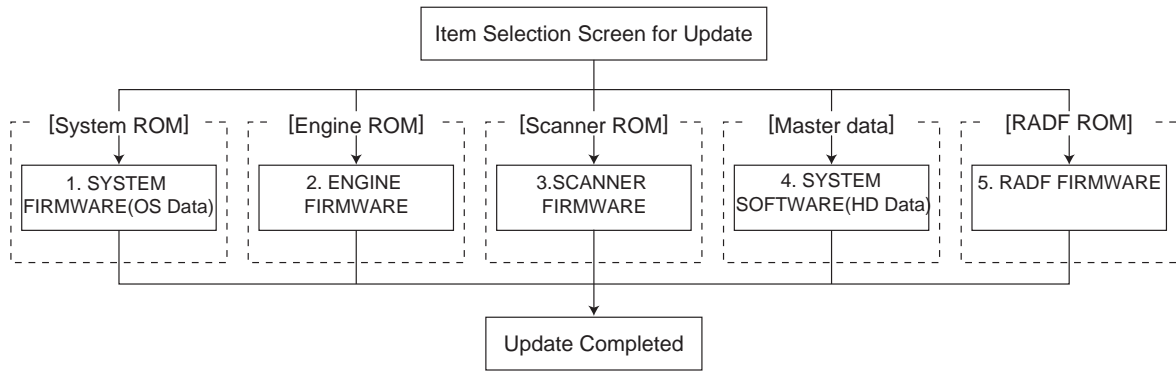 Item Selection Screen for Update
[System ROM]
[Engine ROM]
[Scanner ROM]
[Master data]
[RADF ROM]
1. SYSTEM
FIRMWARE(OS Data)
2. ENGINE
FIRMWARE
3.SCANNER
FIRMWARE
4. SYSTEM
SOFTWARE(HD Data)
5. RADF FIRMWARE
Update Completed